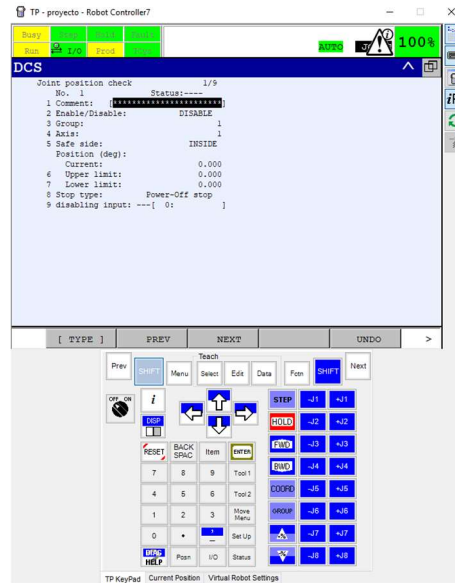 TP - proyecto - Robot Controller7
Busy Step Hold Fault
Run I/O Prod TCyc
AUTO 100%
DCS
Joint position check 1/9
No. 1 Status:----
1 Comment: [************************]
2 Enable/Disable: DISABLE
3 Group: 1
4 Axis: 1
5 Safe side: INSIDE
Position (deg):
Current: 0.000
6 Upper limit: 0.000
7 Lower limit: 0.000
8 Stop type: Power-Off stop
9 disabling input: ---[ 0: ]
[ TYPE ] PREV NEXT UNDO >
Teach
Prev SHIFT Menu Select Edit Data Fctn SHIFT Next
OFF ON i STEP -J1 +J1
DISP HOLD -J2 +J2
RESET BACK SPAC Item ENTER FWD -J3 +J3
7 8 9 Tool 1 BWD -J4 +J4
4 5 6 Tool 2 COORD -J5 +J5
1 2 3 Move Menu GROUP -J6 +J6
0 . , _ Set Up -J7 +J7
DIAG HELP Posn I/O Status -J8 +J8
TP KeyPad Current Position Virtual Robot Settings